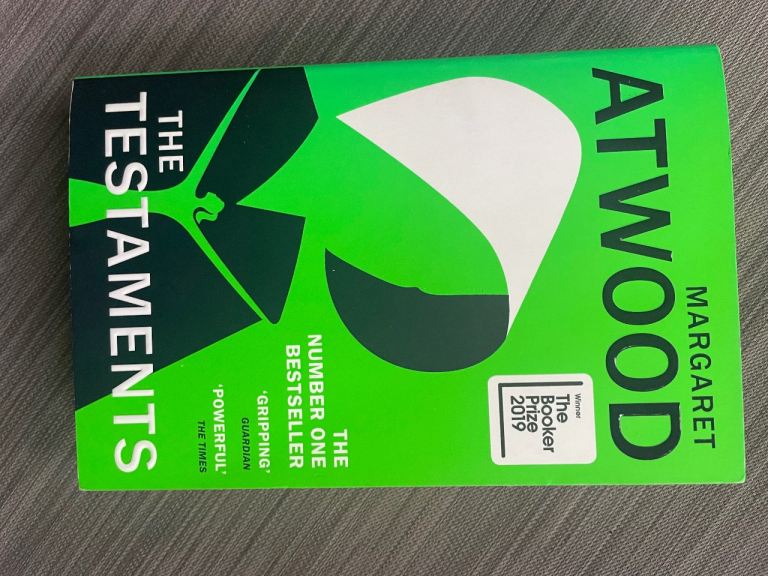 MARGARET
ATWOOD
Winner
The
Booker
Prize
2019
THE
NUMBER ONE
BESTSELLER
‘GRIPPING’
GUARDIAN
‘POWERFUL’
THE TIMES
THE
TESTAMENTS